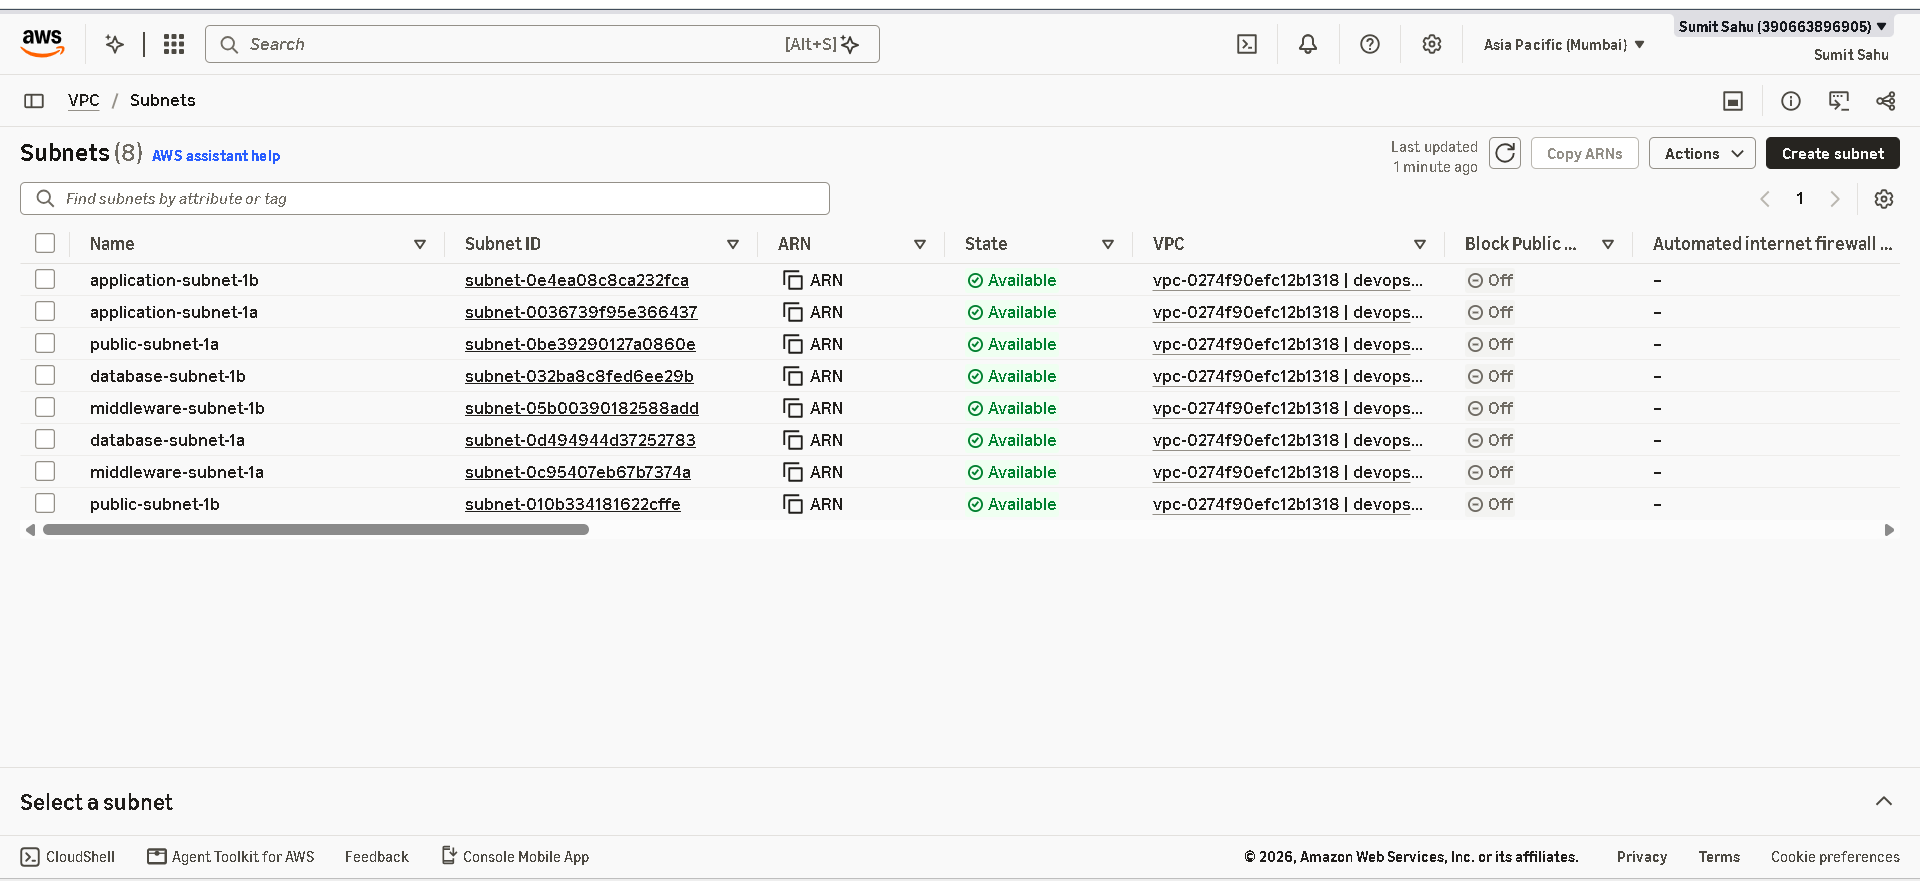 aws
Search [Alt+S]
Asia Pacific (Mumbai)
Sumit Sahu (390663896905)
Sumit Sahu
VPC / Subnets
Subnets (8) AWS assistant help
Last updated
1 minute ago
Copy ARNs
Actions
Create subnet
Find subnets by attribute or tag
1
Name Subnet ID ARN State VPC Block Public ... Automated internet firewall ...
application-subnet-1b subnet-0e4ea08c8ca232fca ARN Available vpc-0274f90efc12b1318 | devops... Off –
application-subnet-1a subnet-0036739f95e366437 ARN Available vpc-0274f90efc12b1318 | devops... Off –
public-subnet-1a subnet-0be39290127a0860e ARN Available vpc-0274f90efc12b1318 | devops... Off –
database-subnet-1b subnet-032ba8c8fed6ee29b ARN Available vpc-0274f90efc12b1318 | devops... Off –
middleware-subnet-1b subnet-05b00390182588add ARN Available vpc-0274f90efc12b1318 | devops... Off –
database-subnet-1a subnet-0d494944d37252783 ARN Available vpc-0274f90efc12b1318 | devops... Off –
middleware-subnet-1a subnet-0c95407eb67b7374a ARN Available vpc-0274f90efc12b1318 | devops... Off –
public-subnet-1b subnet-010b334181622cffe ARN Available vpc-0274f90efc12b1318 | devops... Off –
Select a subnet
CloudShell Agent Toolkit for AWS Feedback Console Mobile App © 2026, Amazon Web Services, Inc. or its affiliates. Privacy Terms Cookie preferences